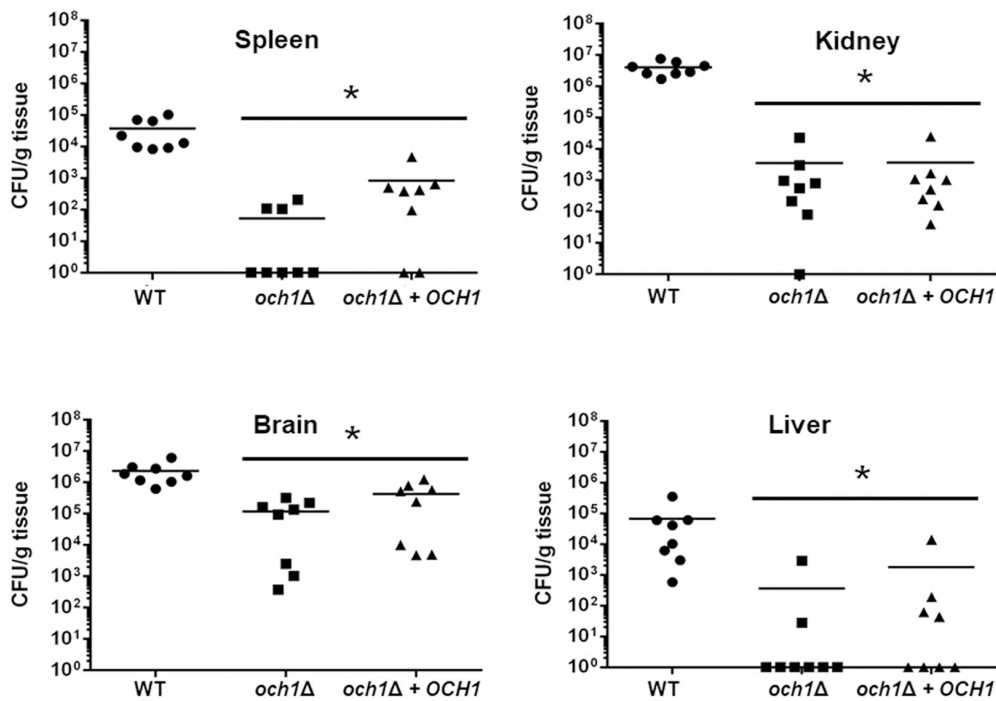 Spleen
*
CFU/g tissue
10⁸
10⁷
10⁶
10⁵
10⁴
10³
10²
10¹
10⁰
WT
och1Δ
och1Δ + OCH1
Kidney
*
CFU/g tissue
10⁸
10⁷
10⁶
10⁵
10⁴
10³
10²
10¹
10⁰
WT
och1Δ
och1Δ + OCH1
Brain
*
CFU/g tissue
10⁸
10⁷
10⁶
10⁵
10⁴
10³
10²
10¹
10⁰
WT
och1Δ
och1Δ + OCH1
Liver
*
CFU/g tissue
10⁸
10⁷
10⁶
10⁵
10⁴
10³
10²
10¹
10⁰
WT
och1Δ
och1Δ + OCH1